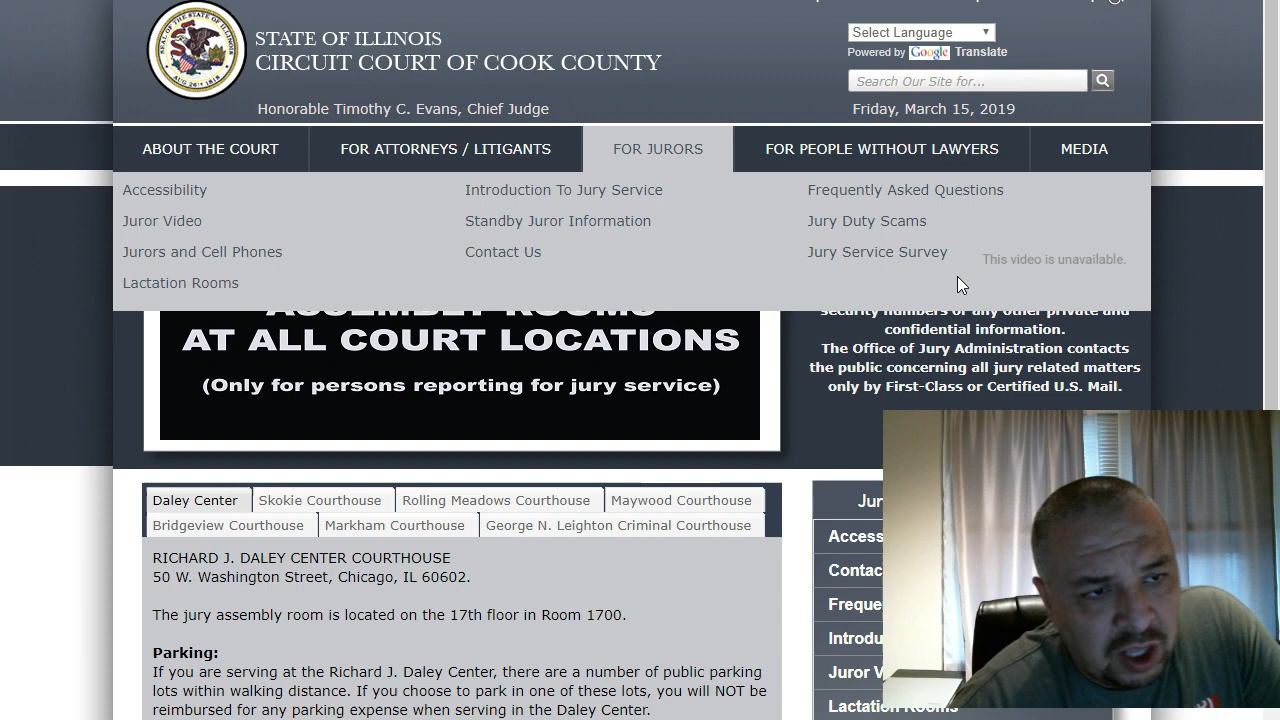 STATE OF ILLINOIS
CIRCUIT COURT OF COOK COUNTY
Honorable Timothy C. Evans, Chief Judge
Select Language
Powered by Google Translate
Search Our Site for...
Friday, March 15, 2019
ABOUT THE COURT
FOR ATTORNEYS / LITIGANTS
FOR JURORS
FOR PEOPLE WITHOUT LAWYERS
MEDIA
Accessibility
Introduction To Jury Service
Frequently Asked Questions
Juror Video
Standby Juror Information
Jury Duty Scams
Jurors and Cell Phones
Contact Us
Jury Service Survey
This video is unavailable.
Lactation Rooms
AT ALL COURT LOCATIONS
(Only for persons reporting for jury service)
security numbers or any other private and
confidential information.
The Office of Jury Administration contacts
the public concerning all jury related matters
only by First-Class or Certified U.S. Mail.
Daley Center
Skokie Courthouse
Rolling Meadows Courthouse
Maywood Courthouse
Bridgeview Courthouse
Markham Courthouse
George N. Leighton Criminal Courthouse
RICHARD J. DALEY CENTER COURTHOUSE
50 W. Washington Street, Chicago, IL 60602.
The jury assembly room is located on the 17th floor in Room 1700.
Parking:
If you are serving at the Richard J. Daley Center, there are a number of public parking
lots within walking distance. If you choose to park in one of these lots, you will NOT be
reimbursed for any parking expense when serving in the Daley Center.
Jur
Access
Contac
Freque
Introdu
Juror V
Lactation Rooms